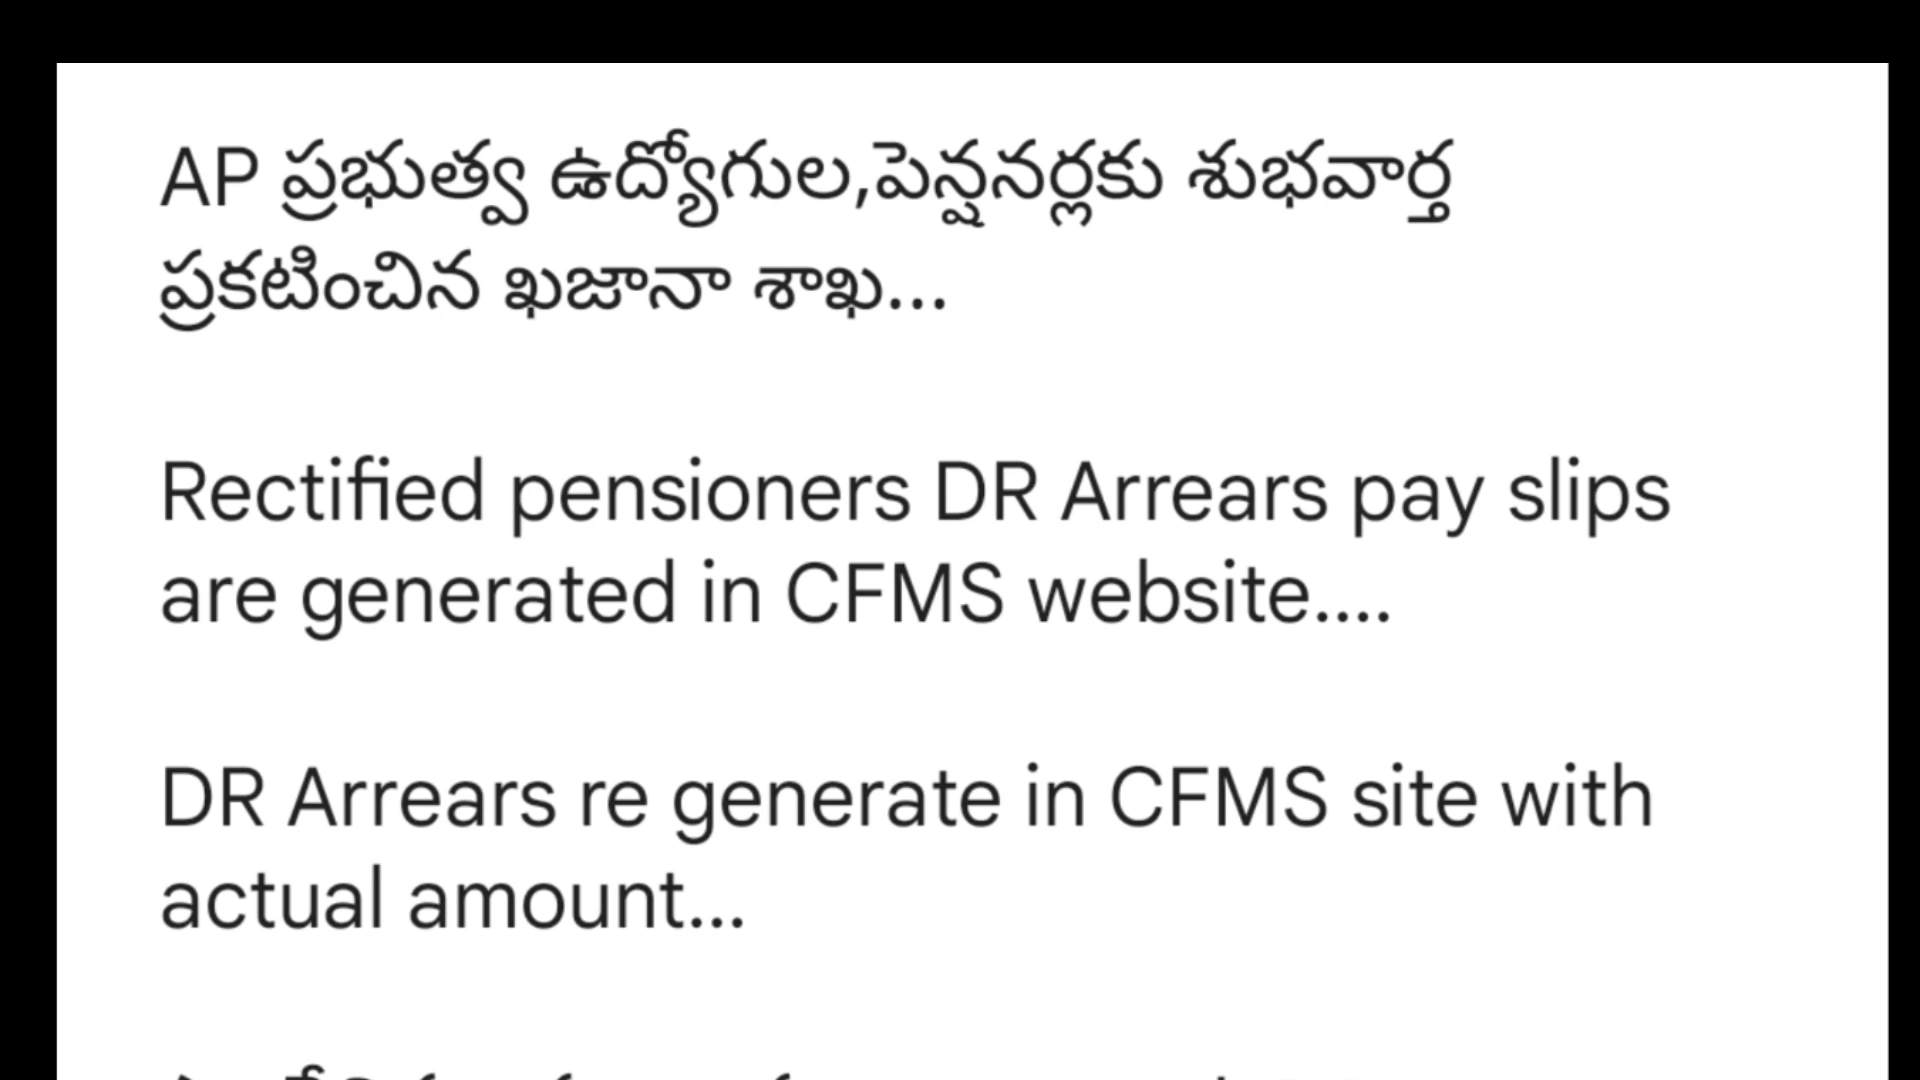 AP ప్రభుత్వ ఉద్యోగుల,పెన్షనర్లకు శుభవార్త
ప్రకటించిన ఖజానా శాఖ...
Rectified pensioners DR Arrears pay slips
are generated in CFMS website....
DR Arrears re generate in CFMS site with
actual amount...